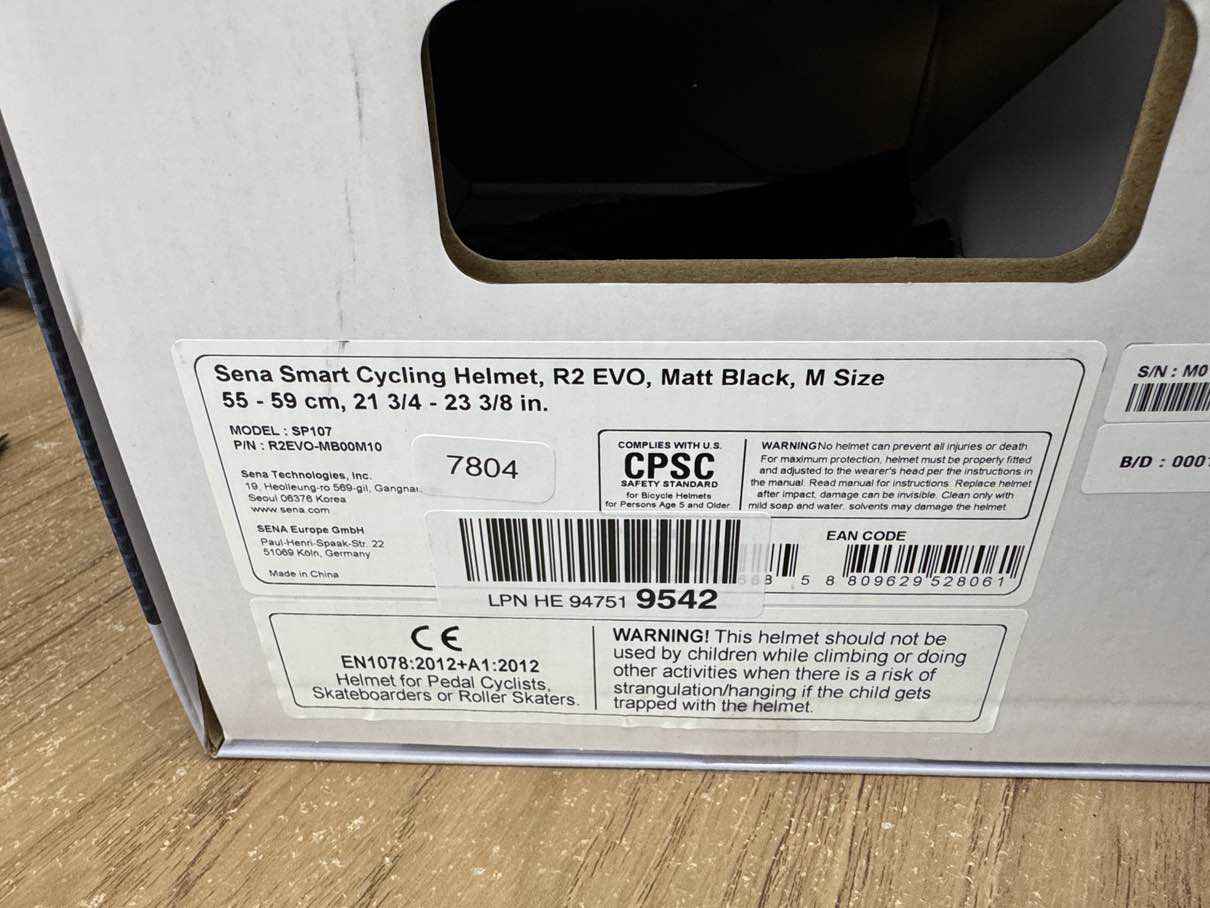 Sena Smart Cycling Helmet, R2 EVO, Matt Black, M Size
55 - 59 cm, 21 3/4 - 23 3/8 in.
MODEL : SP107
P/N : R2EVO-MB00M10
7804
Sena Technologies, Inc.
19, Heolleung-ro 569-gil, Gangnam
Seoul 06376 Korea
www.sena.com
SENA Europe GmbH
Paul-Henri-Spaak-Str. 22
51069 Köln, Germany
Made in China
COMPLIES WITH U.S.
CPSC
SAFETY STANDARD
for Bicycle Helmets
for Persons Age 5 and Older
WARNING No helmet can prevent all injuries or death
For maximum protection, helmet must be properly fitted
and adjusted to the wearer's head per the instructions in
the manual. Read manual for instructions. Replace helmet
after impact, damage can be invisible. Clean only with
mild soap and water, solvents may damage the helmet
EAN CODE
68 5
8 809629 528061
LPN HE 94751 9542
CE
EN1078:2012+A1:2012
Helmet for Pedal Cyclists,
Skateboarders or Roller Skaters.
WARNING! This helmet should not be
used by children while climbing or doing
other activities when there is a risk of
strangulation/hanging if the child gets
trapped with the helmet.
S/N : M0
B/D : 000